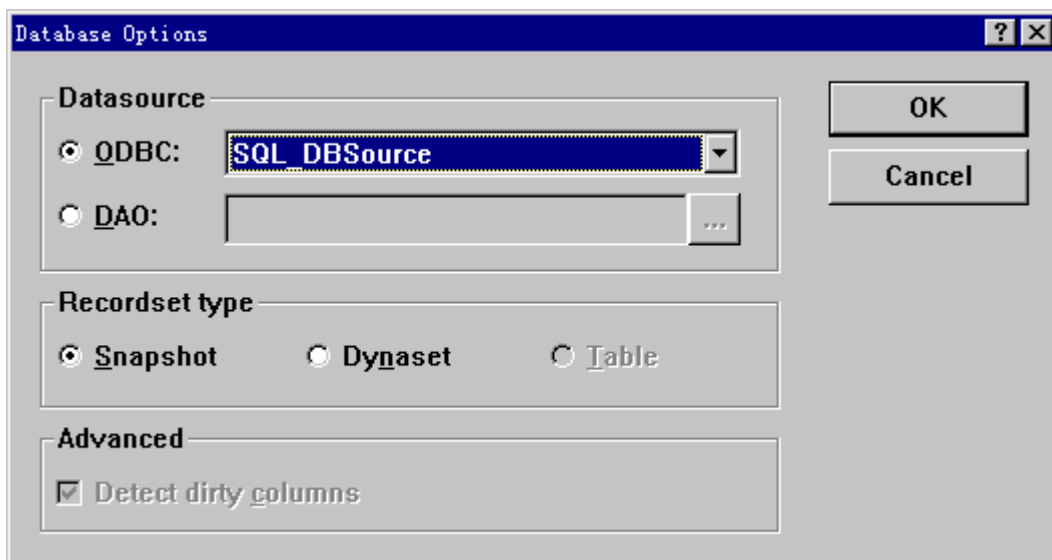 Database Options
Datasource
ODBC: SQL_DBSource
DAO: ...
OK
Cancel
Recordset type
Snapshot Dynaset Table
Advanced
Detect dirty columns